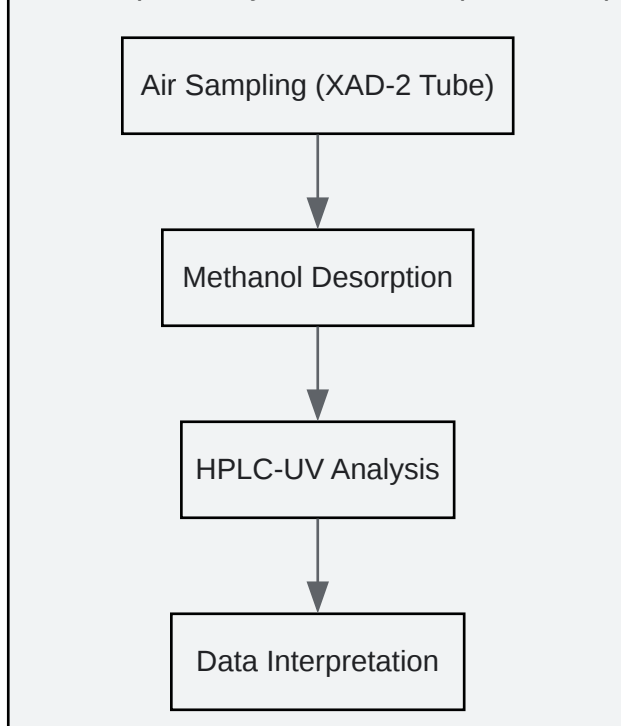 Air Sampling (XAD-2 Tube)
Methanol Desorption
HPLC-UV Analysis
Data Interpretation